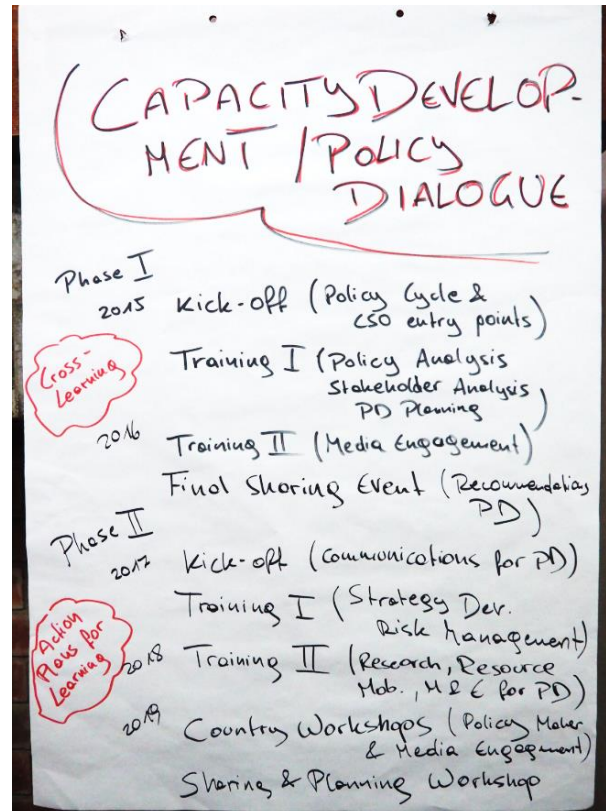 CAPACITY DEVELOP-
MENT / POLICY
DIALOGUE
Phase I
2015 Kick-off (Policy Cycle &
CSO entry points)
Cross-
Learning
Training I (Policy Analysis
Stakeholder Analysis
PD Planning)
2016 Training II (Media Engagement)
Final Sharing Event (Recommendations
PD)
Phase II
2017 Kick-off (Communications for PD)
Training I (Strategy Dev.
Risk Management)
Action
Plans for
Learning
2018 Training II (Research, Resource
Mob., M & E for PD)
2019 Country Workshops (Policy Maker
& Media Engagement)
Sharing & Planning Workshop